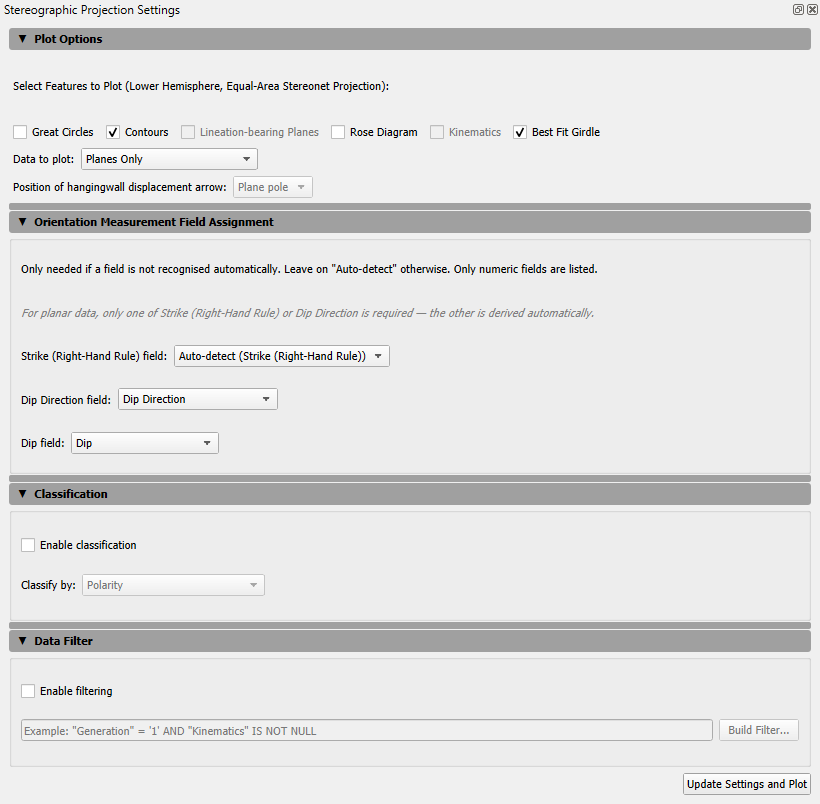 Stereographic Projection Settings
Plot Options
Select Features to Plot (Lower Hemisphere, Equal-Area Stereonet Projection):
Great Circles Contours Lineation-bearing Planes Rose Diagram Kinematics Best Fit Girdle
Data to plot: Planes Only
Position of hangingwall displacement arrow: Plane pole
Orientation Measurement Field Assignment
Only needed if a field is not recognised automatically. Leave on "Auto-detect" otherwise. Only numeric fields are listed.
For planar data, only one of Strike (Right-Hand Rule) or Dip Direction is required — the other is derived automatically.
Strike (Right-Hand Rule) field: Auto-detect (Strike (Right-Hand Rule))
Dip Direction field: Dip Direction
Dip field: Dip
Classification
Enable classification
Classify by: Polarity
Data Filter
Enable filtering
Example: "Generation" = '1' AND "Kinematics" IS NOT NULL Build Filter...
Update Settings and Plot